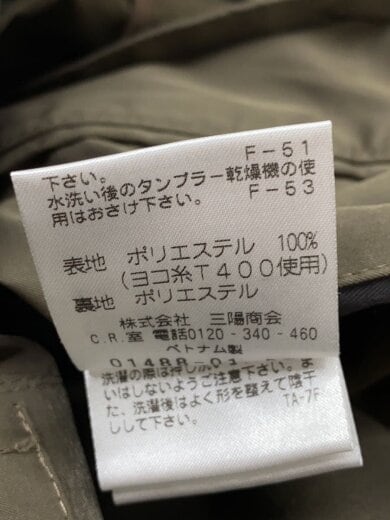 下さい。 F-51
水洗い後のタンブラー乾燥機の使
用はおさけ下さい。 F-53
表地 ポリエステル 100%
(ヨコ糸T400使用)
裏地 ポリエステル
株式会社 三陽商会
C.R.室 電話0120-340-460
ベトナム製
洗濯の際は押し
いはしないようご注意下さい。ま
た、洗濯後はよく形を整えて陰干
しして下さい。 TA-7F